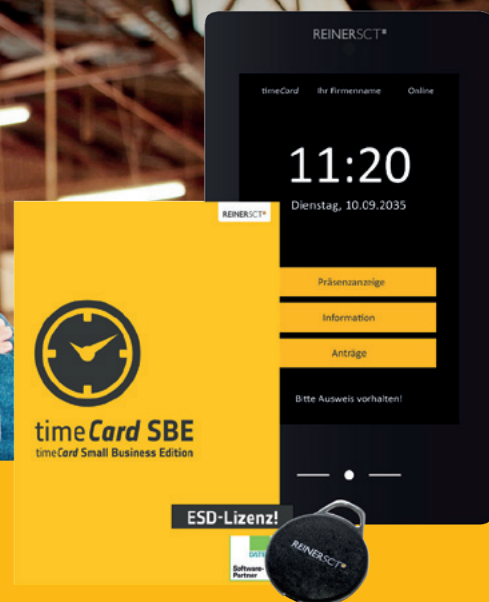 REINERSCT®
timeCard Ihr Firmenname Online
11:20
Dienstag, 10.09.2035
Präsenzanzeige
Information
Anträge
Bitte Ausweis vorhalten!
REINERSCT®
timeCard SBE
timeCard Small Business Edition
ESD-Lizenz!
Software-
Partner
REINERSCT®